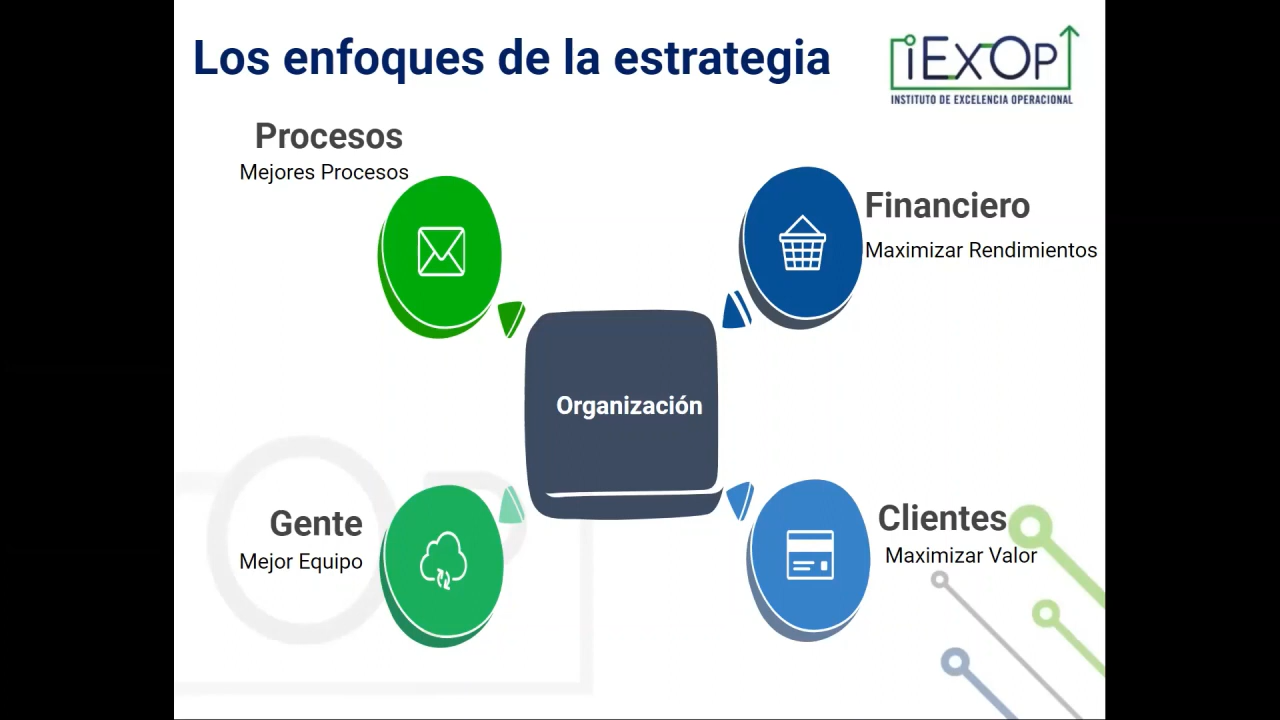 Los enfoques de la estrategia
iExOp
INSTITUTO DE EXCELENCIA OPERACIONAL
Procesos
Mejores Procesos
Financiero
Maximizar Rendimientos
Organización
Gente
Mejor Equipo
Clientes
Maximizar Valor